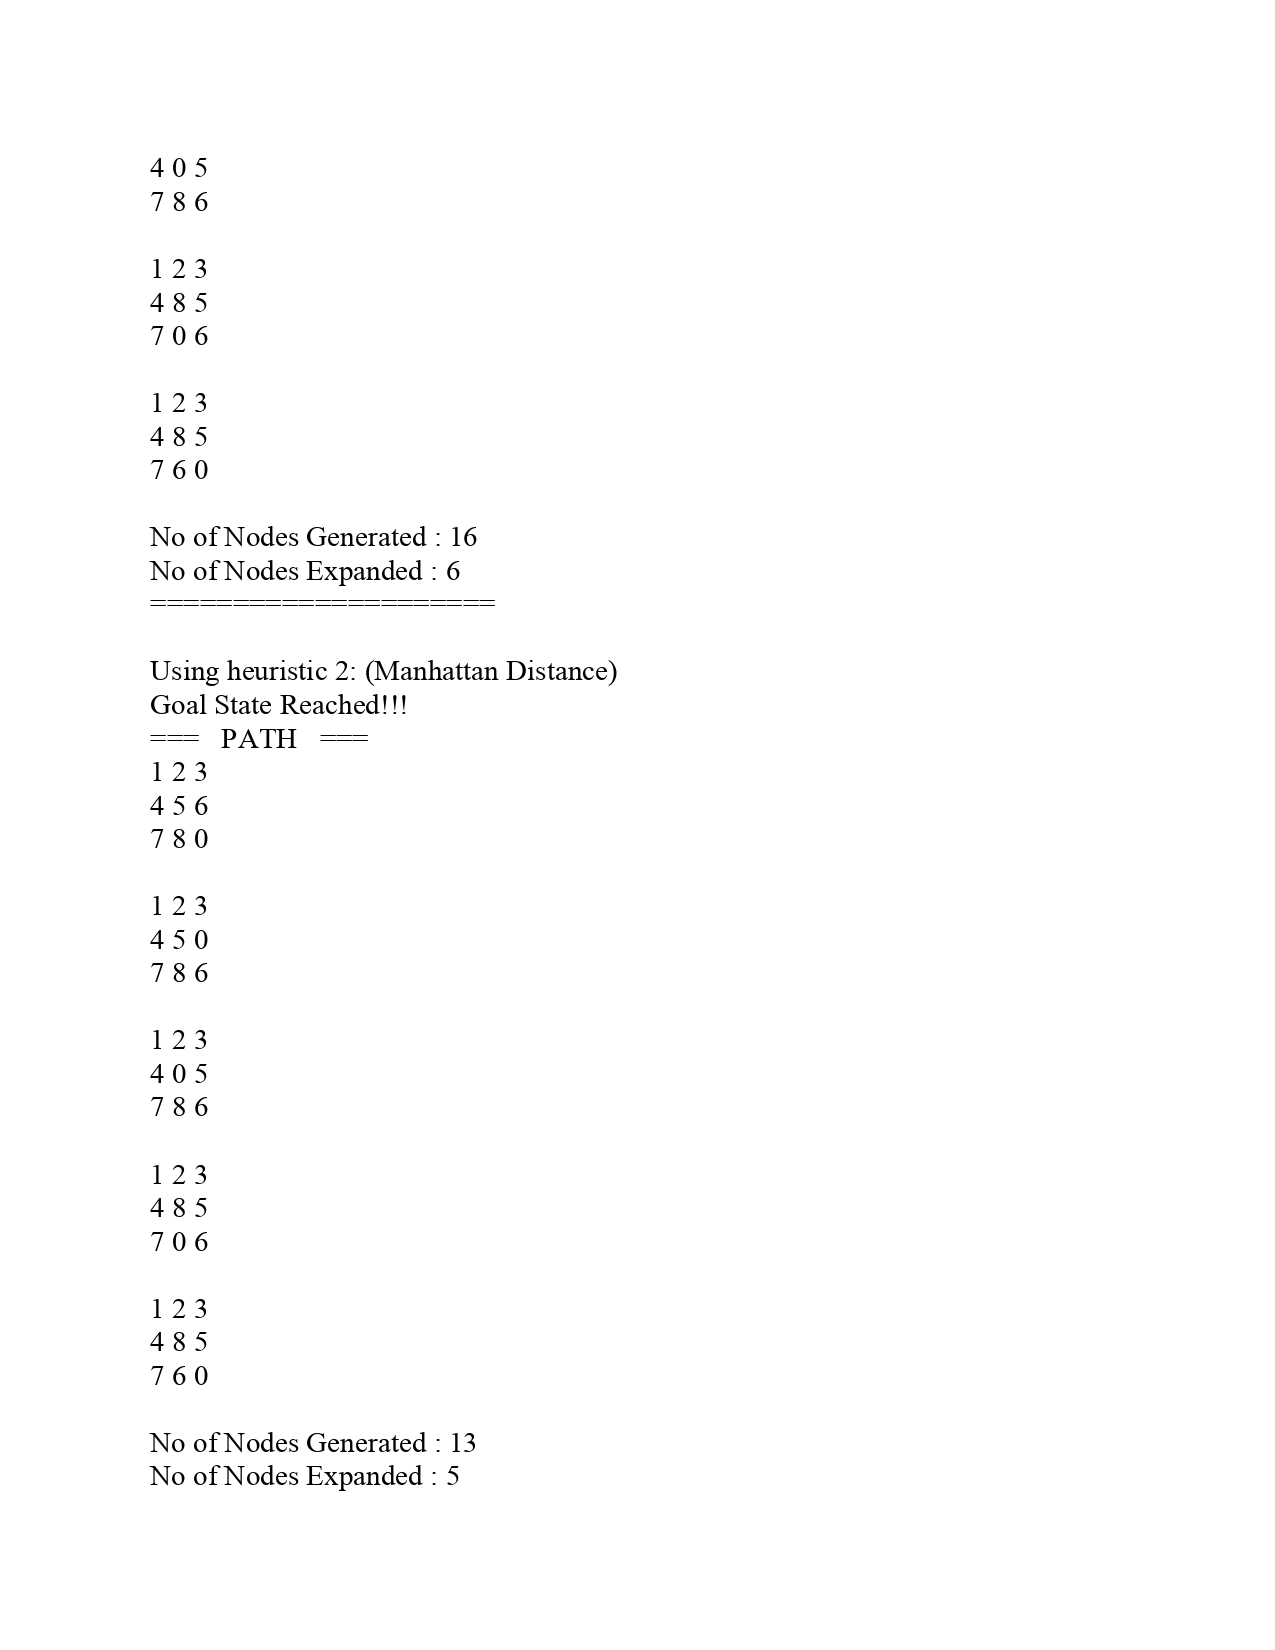 4 0 5
7 8 6
1 2 3
4 8 5
7 0 6
1 2 3
4 8 5
7 6 0
No of Nodes Generated : 16
No of Nodes Expanded : 6
=====================
Using heuristic 2: (Manhattan Distance)
Goal State Reached!!!
=== PATH ===
1 2 3
4 5 6
7 8 0
1 2 3
4 5 0
7 8 6
1 2 3
4 0 5
7 8 6
1 2 3
4 8 5
7 0 6
1 2 3
4 8 5
7 6 0
No of Nodes Generated : 13
No of Nodes Expanded : 5